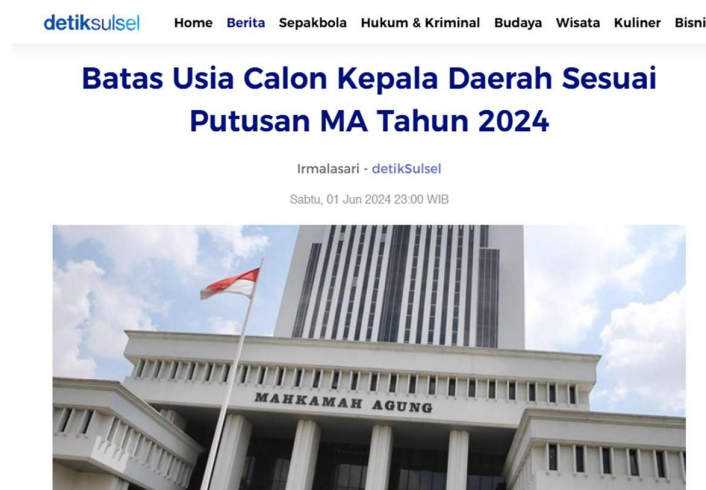 detiksulsel Home Berita Sepakbola Hukum & Kriminal Budaya Wisata Kuliner Bisni
Batas Usia Calon Kepala Daerah Sesuai
Putusan MA Tahun 2024
Irmalasari - detikSulsel
Sabtu, 01 Jun 2024 23:00 WIB
MAHKAMAH AGUNG